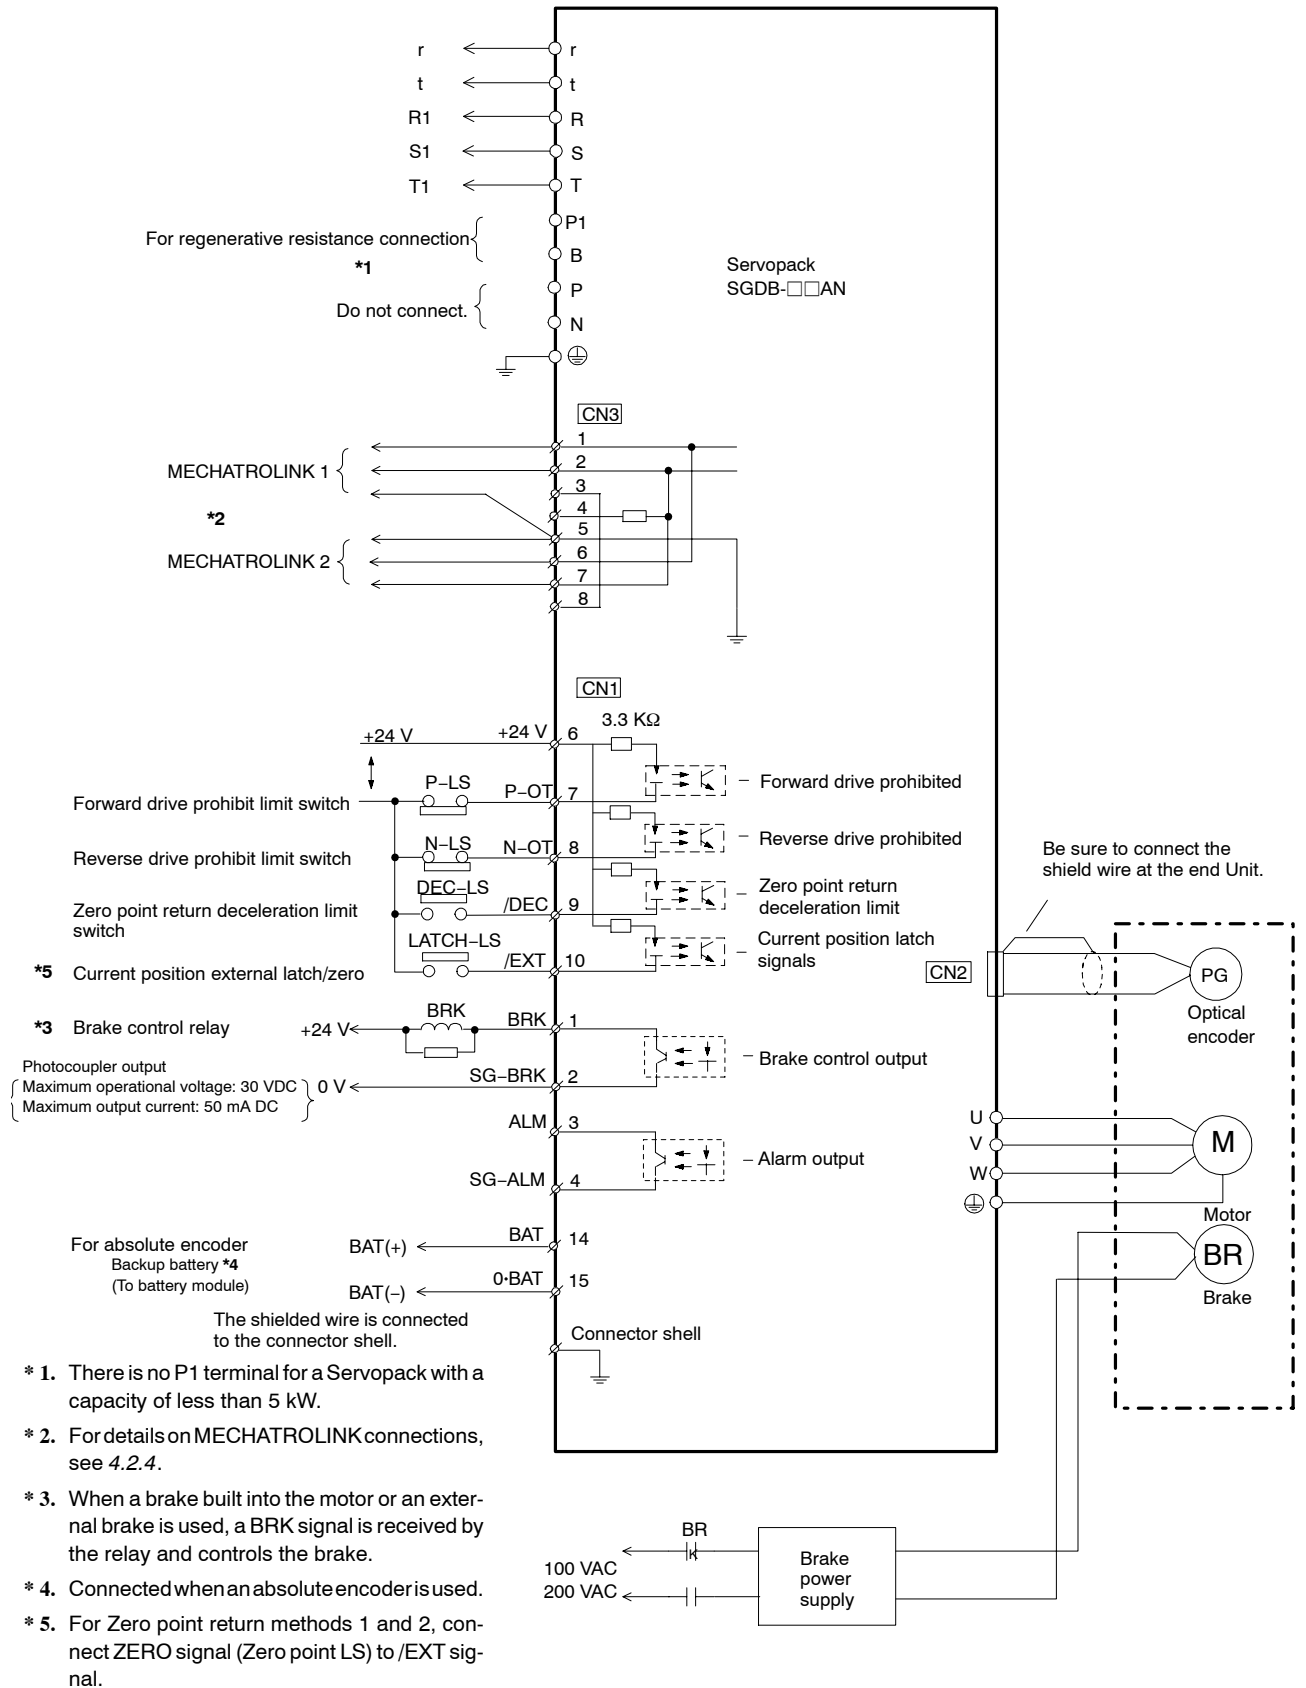 r r
t t
R1 R
S1 S
T1 T
P1
For regenerative resistance connection
B
*1
Servopack
SGDB-□□AN
P
Do not connect.
N
CN3
1
MECHATROLINK 1
2
3
4
*2
5
6
MECHATROLINK 2
7
8
CN1
3.3 KΩ
+24 V +24 V 6
P–LS
Forward drive prohibit limit switch P–OT 7 – Forward drive prohibited
N–LS
Reverse drive prohibit limit switch N–OT 8 – Reverse drive prohibited
DEC–LS
Zero point return deceleration limit
switch
/DEC 9
– Zero point return
deceleration limit
LATCH–LS
*5 Current position external latch/zero /EXT 10
Current position latch
– signals
Be sure to connect the
shield wire at the end Unit.
CN2
PG
Optical
encoder
BRK
*3 Brake control relay +24 V BRK 1
– Brake control output
Photocoupler output
Maximum operational voltage: 30 VDC
Maximum output current: 50 mA DC
0 V SG–BRK 2
ALM 3
– Alarm output
SG–ALM 4
U
V
W
M
Motor
BR
Brake
For absolute encoder
Backup battery *4
(To battery module)
BAT(+) BAT 14
BAT(–) 0•BAT 15
The shielded wire is connected
to the connector shell.
Connector shell
* 1. There is no P1 terminal for a Servopack with a
capacity of less than 5 kW.
* 2. For details on MECHATROLINK connections,
see 4.2.4.
* 3. When a brake built into the motor or an exter-
nal brake is used, a BRK signal is received by
the relay and controls the brake.
* 4. Connected when an absolute encoder is used.
* 5. For Zero point return methods 1 and 2, con-
nect ZERO signal (Zero point LS) to /EXT sig-
nal.
BR
100 VAC
200 VAC
Brake
power
supply